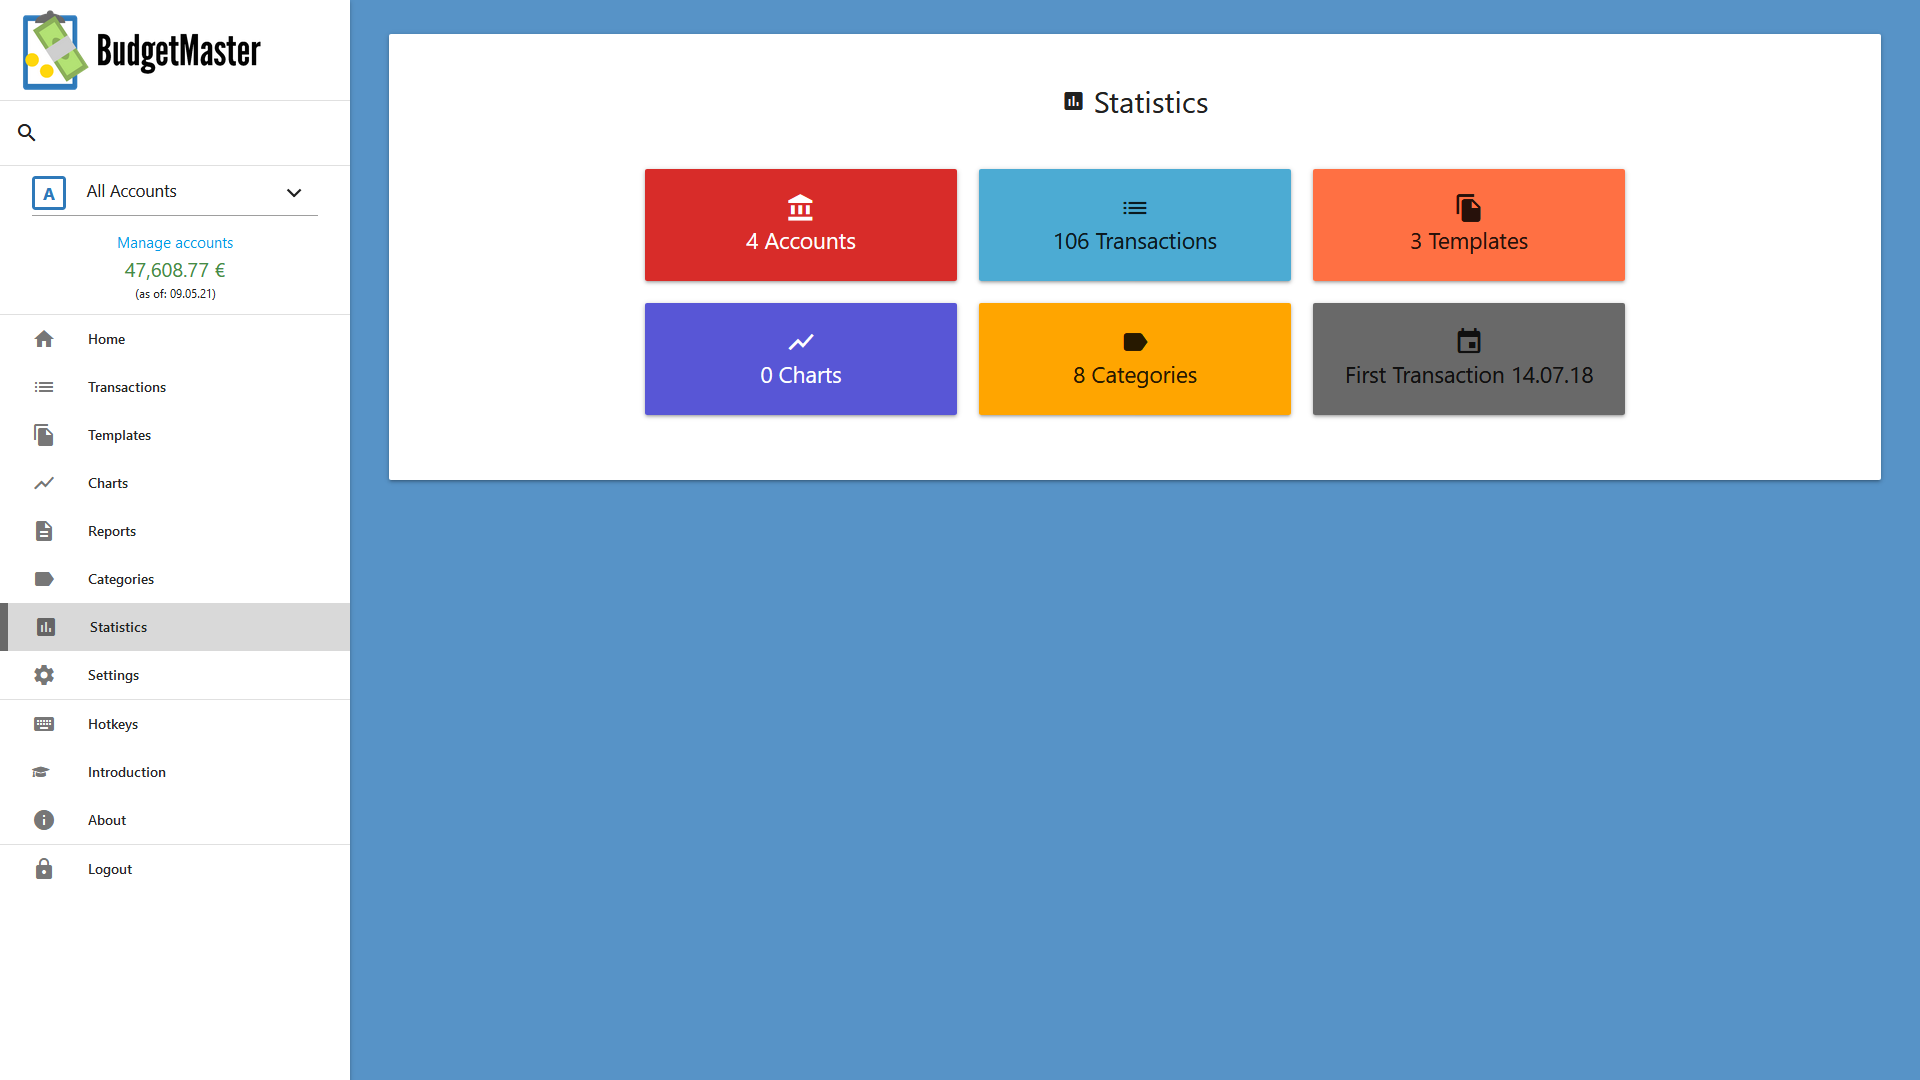 BudgetMaster
A
All Accounts
Manage accounts
47,608.77 €
(as of: 09.05.21)
Home
Transactions
Templates
Charts
Reports
Categories
Statistics
Settings
Hotkeys
Introduction
About
Logout
Statistics
4 Accounts
106 Transactions
3 Templates
0 Charts
8 Categories
First Transaction 14.07.18